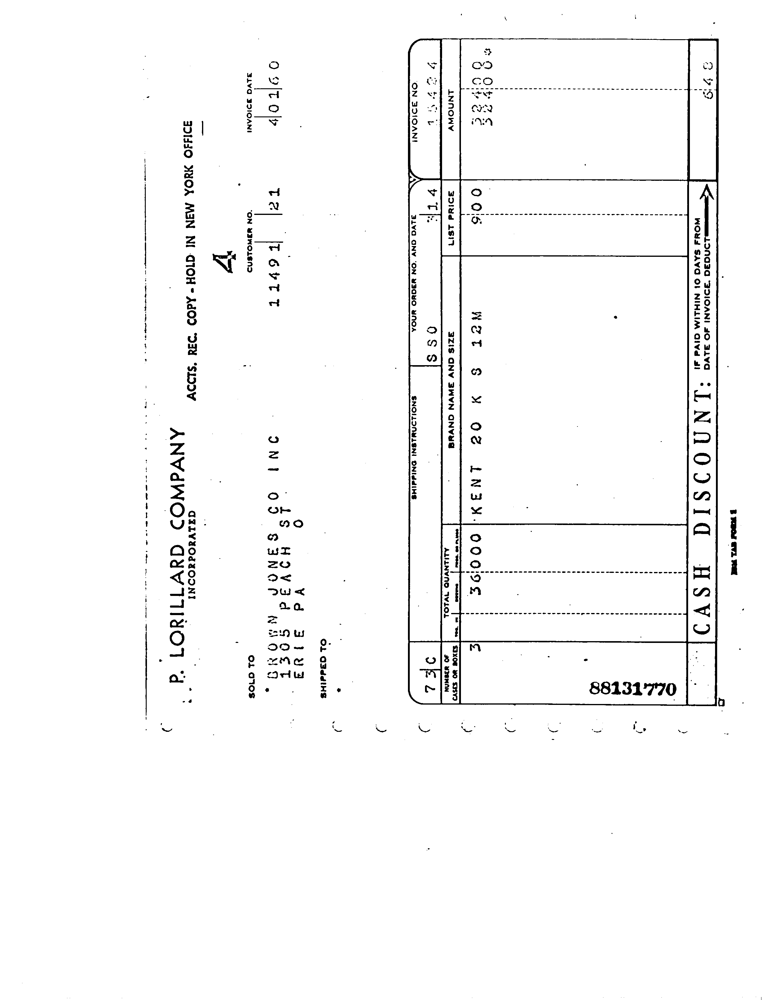 P. LORILLARD COMPANY
INCORPORATED
ACCTS. REC. COPY - HOLD IN NEW YORK OFFICE
4
SOLD TO
CUSTOMER NO.
INVOICE DATE
BROWN JONES CO INC
11491 21
40160
1305 PEACH ST
ERIE PA O
SHIPPED TO
SHIPPING INSTRUCTIONS
YOUR ORDER NO. AND DATE
INVOICE NO
73C
SSO
314
15424
NUMBER OF CASES OR BOXES
TOTAL QUANTITY
BRAND NAME AND SIZE
LIST PRICE
AMOUNT
3 36000 KENT 20 K S 12M 900 32400
32400*
88131770
CASH DISCOUNT: IF PAID WITHIN 10 DAYS FROM
DATE OF INVOICE, DEDUCT
648
IBM TAB FORM 1